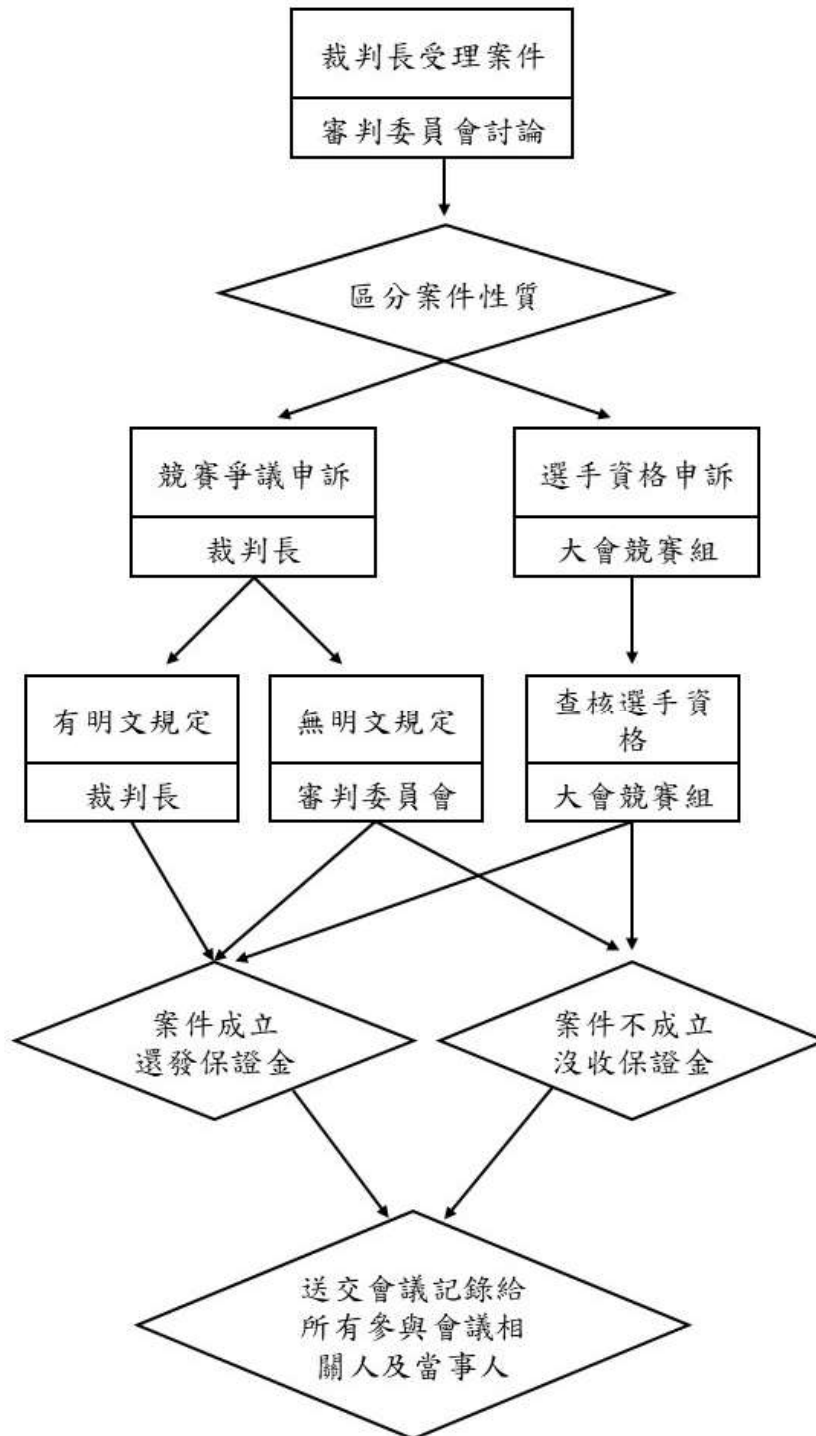 裁判長受理案件
審判委員會討論
區分案件性質
競賽爭議申訴
裁判長
選手資格申訴
大會競賽組
有明文規定
裁判長
無明文規定
審判委員會
查核選手資
格
大會競賽組
案件成立
還發保證金
案件不成立
沒收保證金
送交會議記錄給
所有參與會議相
關人及當事人